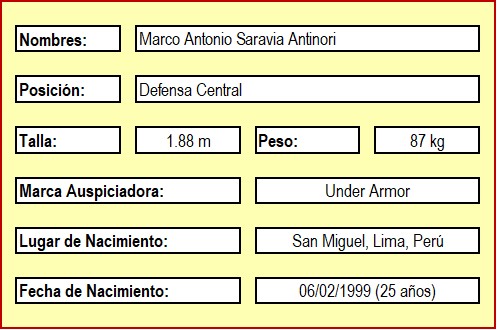 Nombres: Marco Antonio Saravia Antinori
Posición: Defensa Central
Talla: 1.88 m Peso: 87 kg
Marca Auspiciadora: Under Armor
Lugar de Nacimiento: San Miguel, Lima, Perú
Fecha de Nacimiento: 06/02/1999 (25 años)